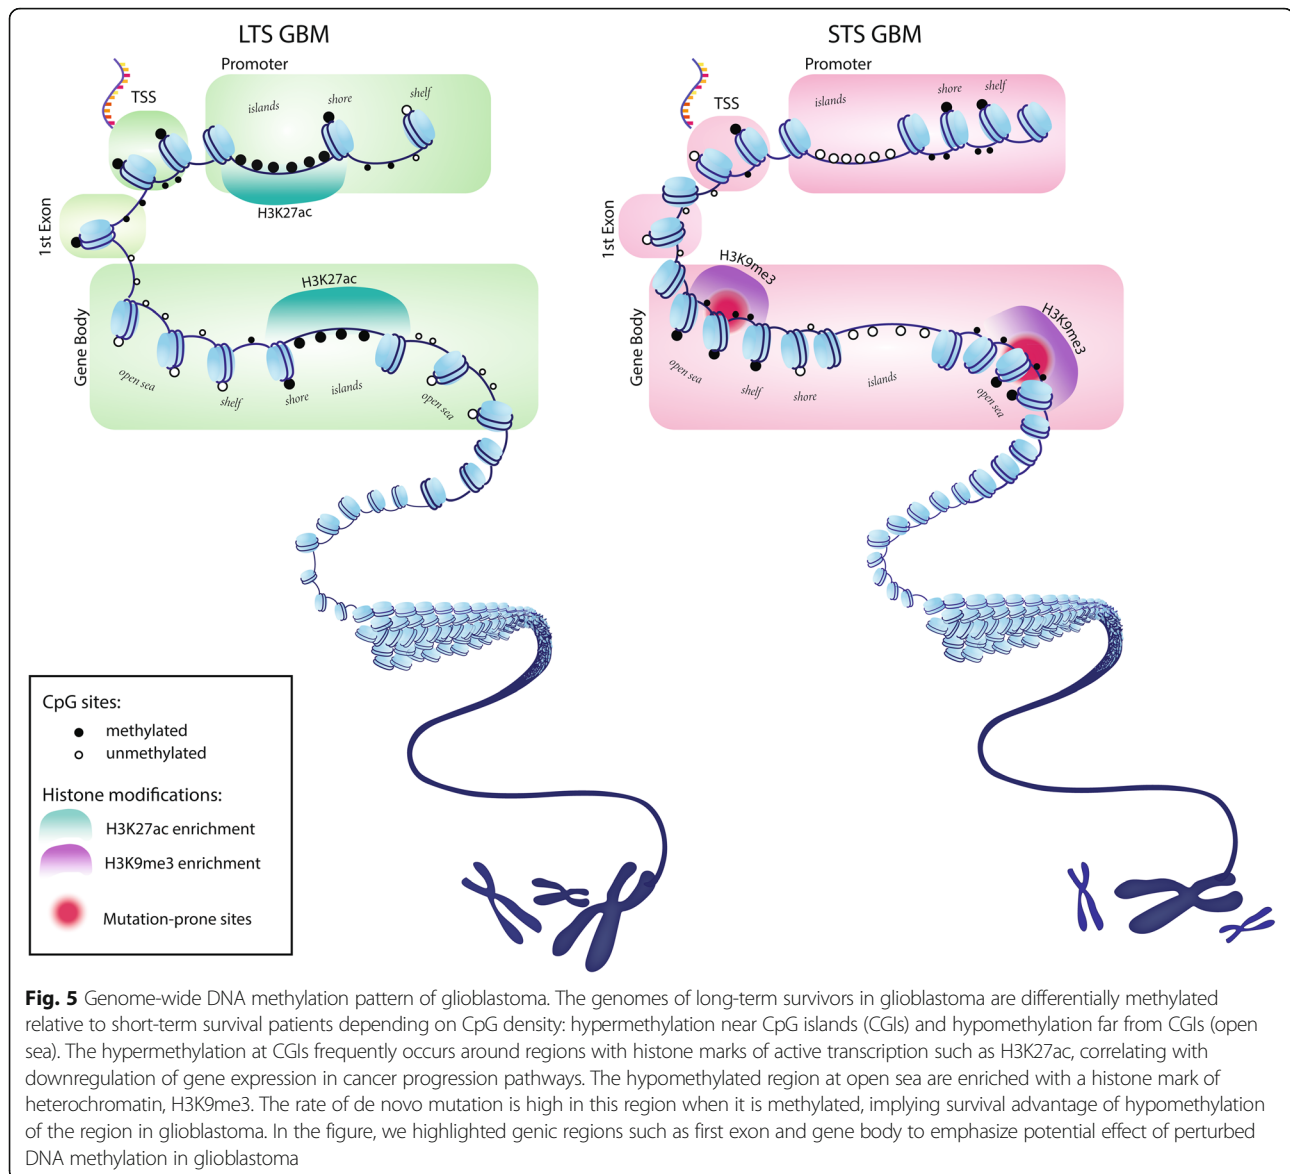 LTS GBM
Promoter
TSS
islands
shore
shelf
H3K27ac
1st Exon
H3K27ac
Gene Body
open sea
shelf
shore
islands
open sea
STS GBM
Promoter
TSS
islands
shore
shelf
1st Exon
H3K9me3
H3K9me3
Gene Body
open sea
shelf
shore
islands
open sea
CpG sites:
methylated
unmethylated
Histone modifications:
H3K27ac enrichment
H3K9me3 enrichment
Mutation-prone sites
Fig. 5 Genome-wide DNA methylation pattern of glioblastoma. The genomes of long-term survivors in glioblastoma are differentially methylated
relative to short-term survival patients depending on CpG density: hypermethylation near CpG islands (CGIs) and hypomethylation far from CGIs (open
sea). The hypermethylation at CGIs frequently occurs around regions with histone marks of active transcription such as H3K27ac, correlating with
downregulation of gene expression in cancer progression pathways. The hypomethylated region at open sea are enriched with a histone mark of
heterochromatin, H3K9me3. The rate of de novo mutation is high in this region when it is methylated, implying survival advantage of hypomethylation
of the region in glioblastoma. In the figure, we highlighted genic regions such as first exon and gene body to emphasize potential effect of perturbed
DNA methylation in glioblastoma